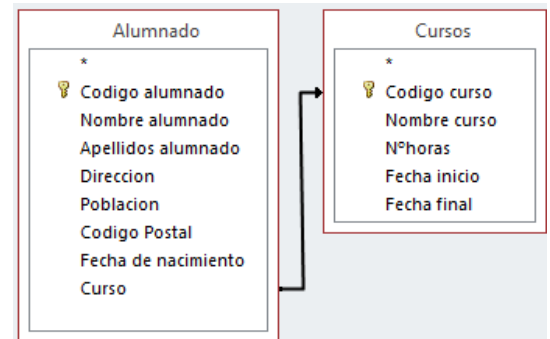 Alumnado
*
Codigo alumnado
Nombre alumnado
Apellidos alumnado
Direccion
Poblacion
Codigo Postal
Fecha de nacimiento
Curso
Cursos
*
Codigo curso
Nombre curso
Nºhoras
Fecha inicio
Fecha final